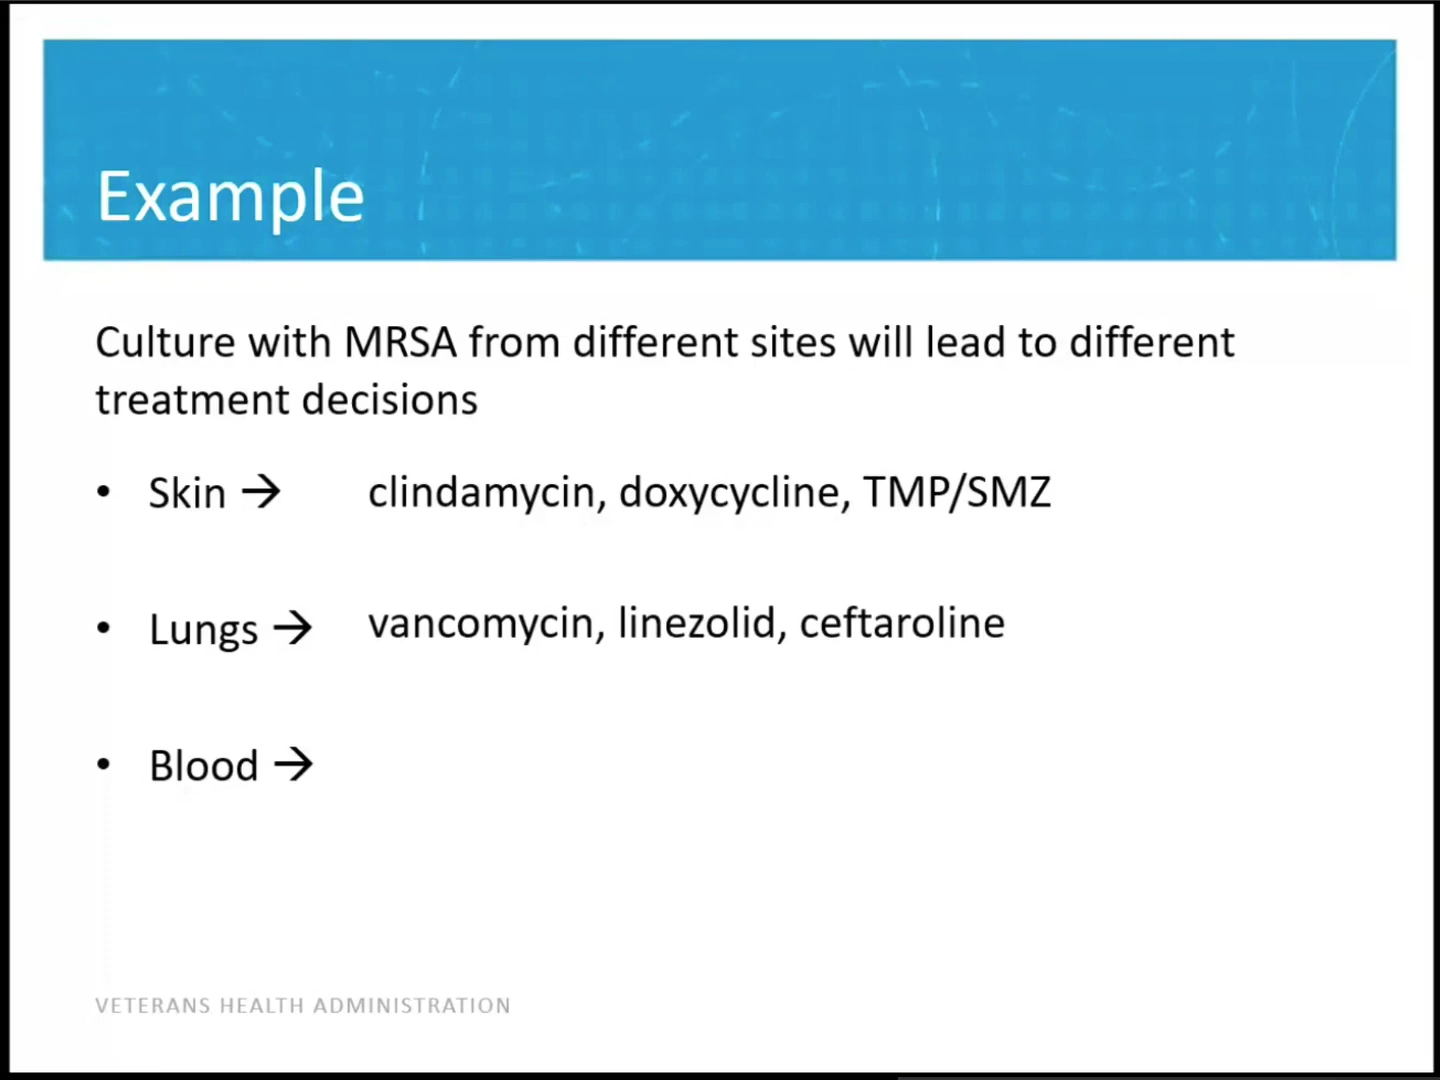 Example
Culture with MRSA from different sites will lead to different
treatment decisions
• Skin → clindamycin, doxycycline, TMP/SMZ
• Lungs → vancomycin, linezolid, ceftaroline
• Blood →
VETERANS HEALTH ADMINISTRATION